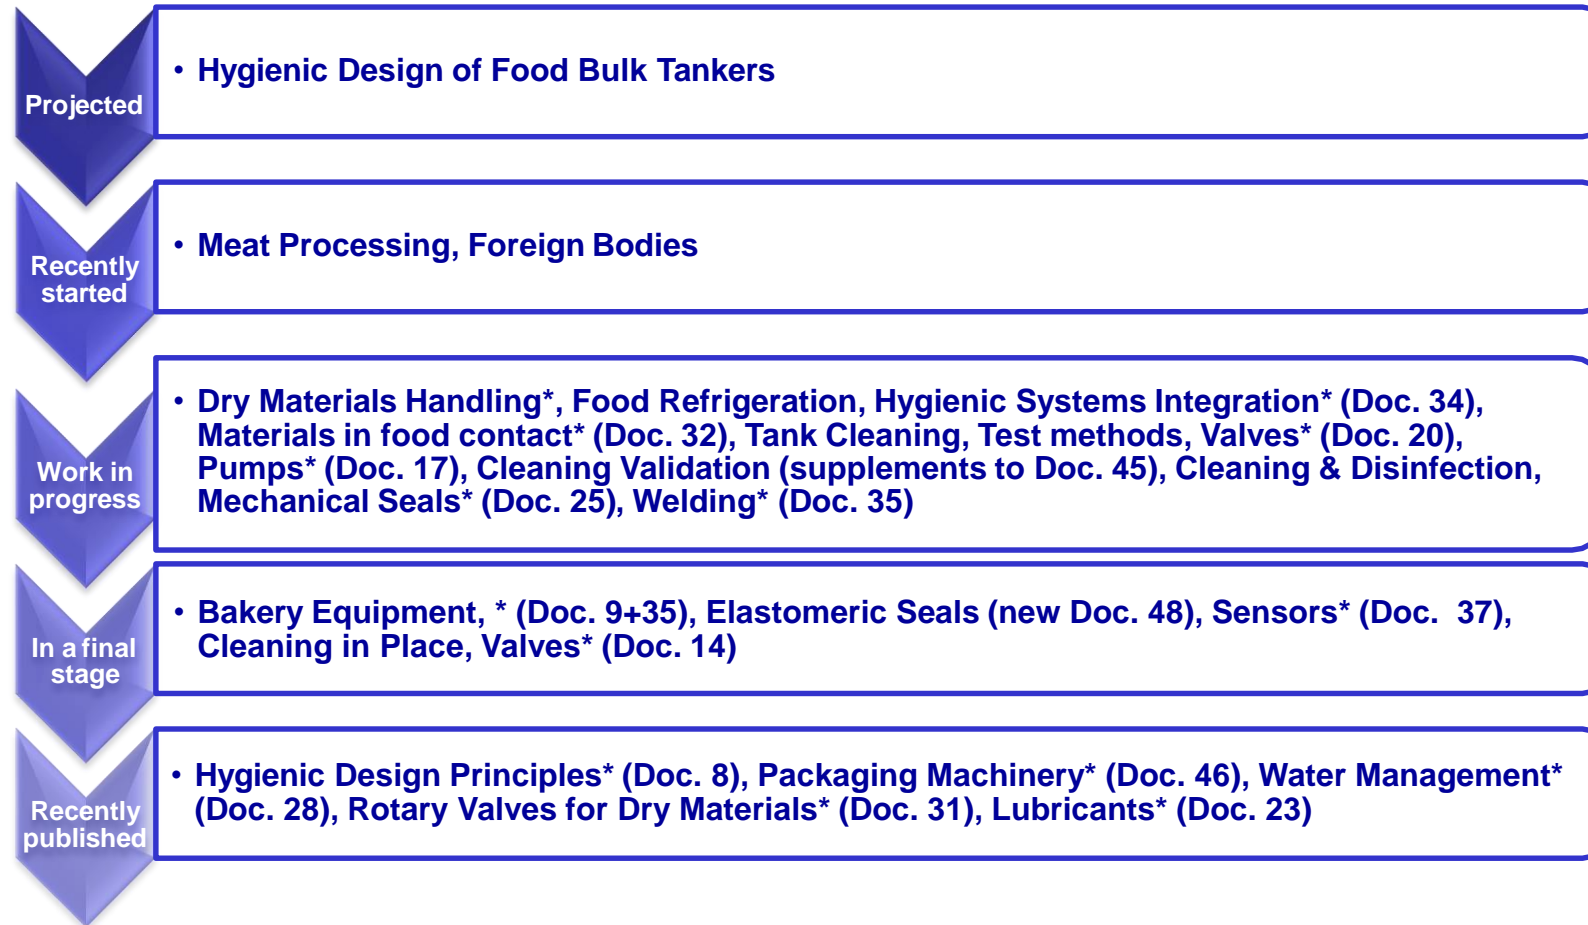 Projected
• Hygienic Design of Food Bulk Tankers
Recently
started
• Meat Processing, Foreign Bodies
Work in
progress
• Dry Materials Handling*, Food Refrigeration, Hygienic Systems Integration* (Doc. 34),
Materials in food contact* (Doc. 32), Tank Cleaning, Test methods, Valves* (Doc. 20),
Pumps* (Doc. 17), Cleaning Validation (supplements to Doc. 45), Cleaning & Disinfection,
Mechanical Seals* (Doc. 25), Welding* (Doc. 35)
In a final
stage
• Bakery Equipment, * (Doc. 9+35), Elastomeric Seals (new Doc. 48), Sensors* (Doc. 37),
Cleaning in Place, Valves* (Doc. 14)
Recently
published
• Hygienic Design Principles* (Doc. 8), Packaging Machinery* (Doc. 46), Water Management*
(Doc. 28), Rotary Valves for Dry Materials* (Doc. 31), Lubricants* (Doc. 23)